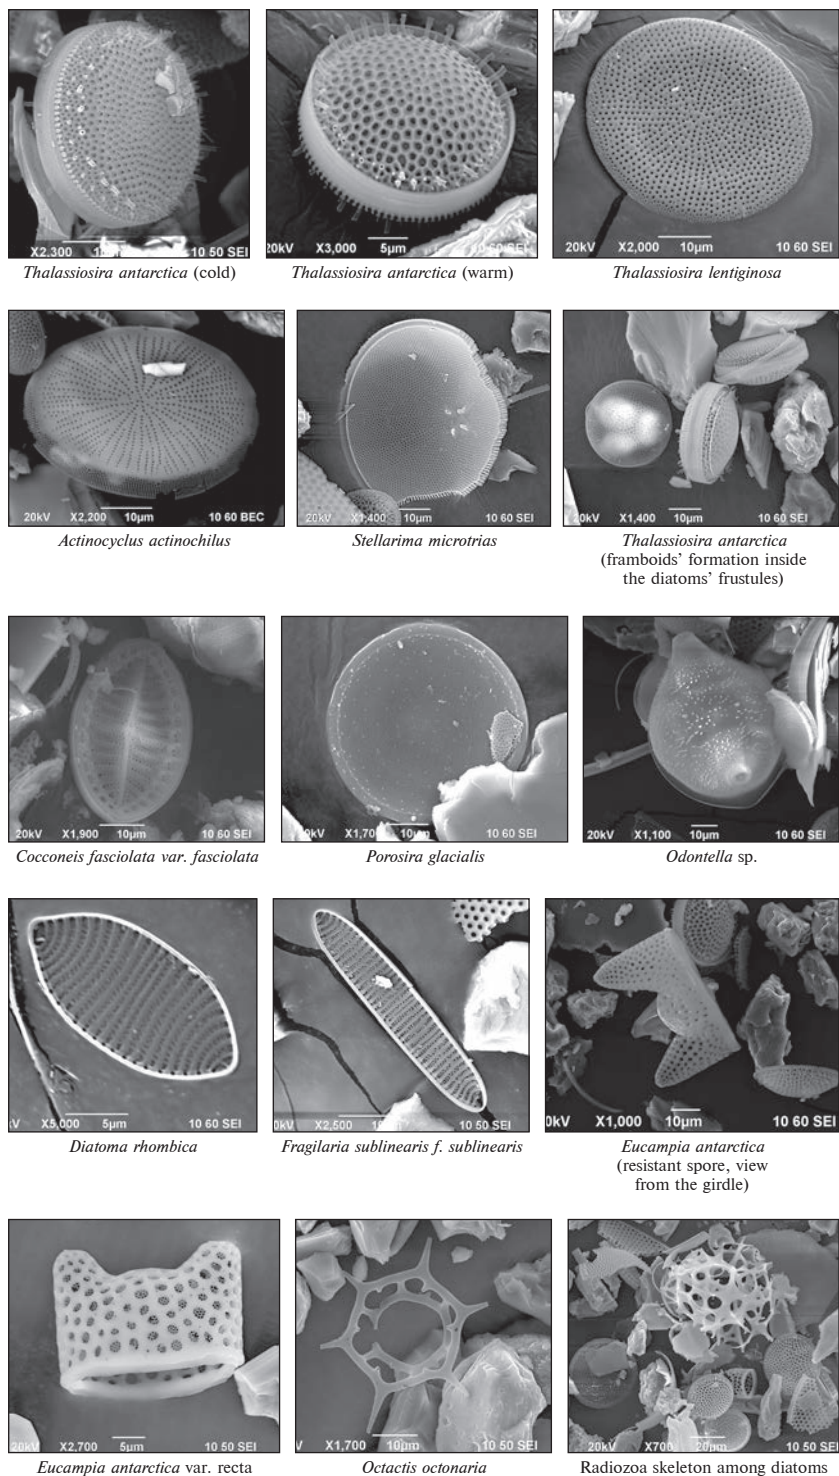 X2,300 10 50 SEI
20kV X3,000 5µm 10 60 SEI
20kV X2,000 10µm 10 60 SEI
Thalassiosira antarctica (cold)
Thalassiosira antarctica (warm)
Thalassiosira lentiginosa
20kV X2,200 10µm 10 60 BEC
20kV X1,400 10µm 10 60 SEI
20kV X1,400 10µm 10 60 SEI
Actinocyclus actinochilus
Stellarima microtrias
Thalassiosira antarctica
(framboids’ formation inside
the diatoms’ frustules)
20kV X1,900 10µm 10 60 SEI
X1,700 10µm 10 60 SEI
20kV X1,100 10µm 10 60 SEI
Cocconeis fasciolata var. fasciolata
Porosira glacialis
Odontella sp.
X5,000 5µm 10 60 SEI
X2,500 10 50 SEI
X1,000 10µm 10 60 SEI
Diatoma rhombica
Fragilaria sublinearis f. sublinearis
Eucampia antarctica
(resistant spore, view
from the girdle)
20kV X2,700 5µm 10 50 SEI
X1,700 10µm 10 50 SEI
20kV X700 20µm 10 50 SEI
Eucampia antarctica var. recta
Octactis octonaria
Radiozoa skeleton among diatoms